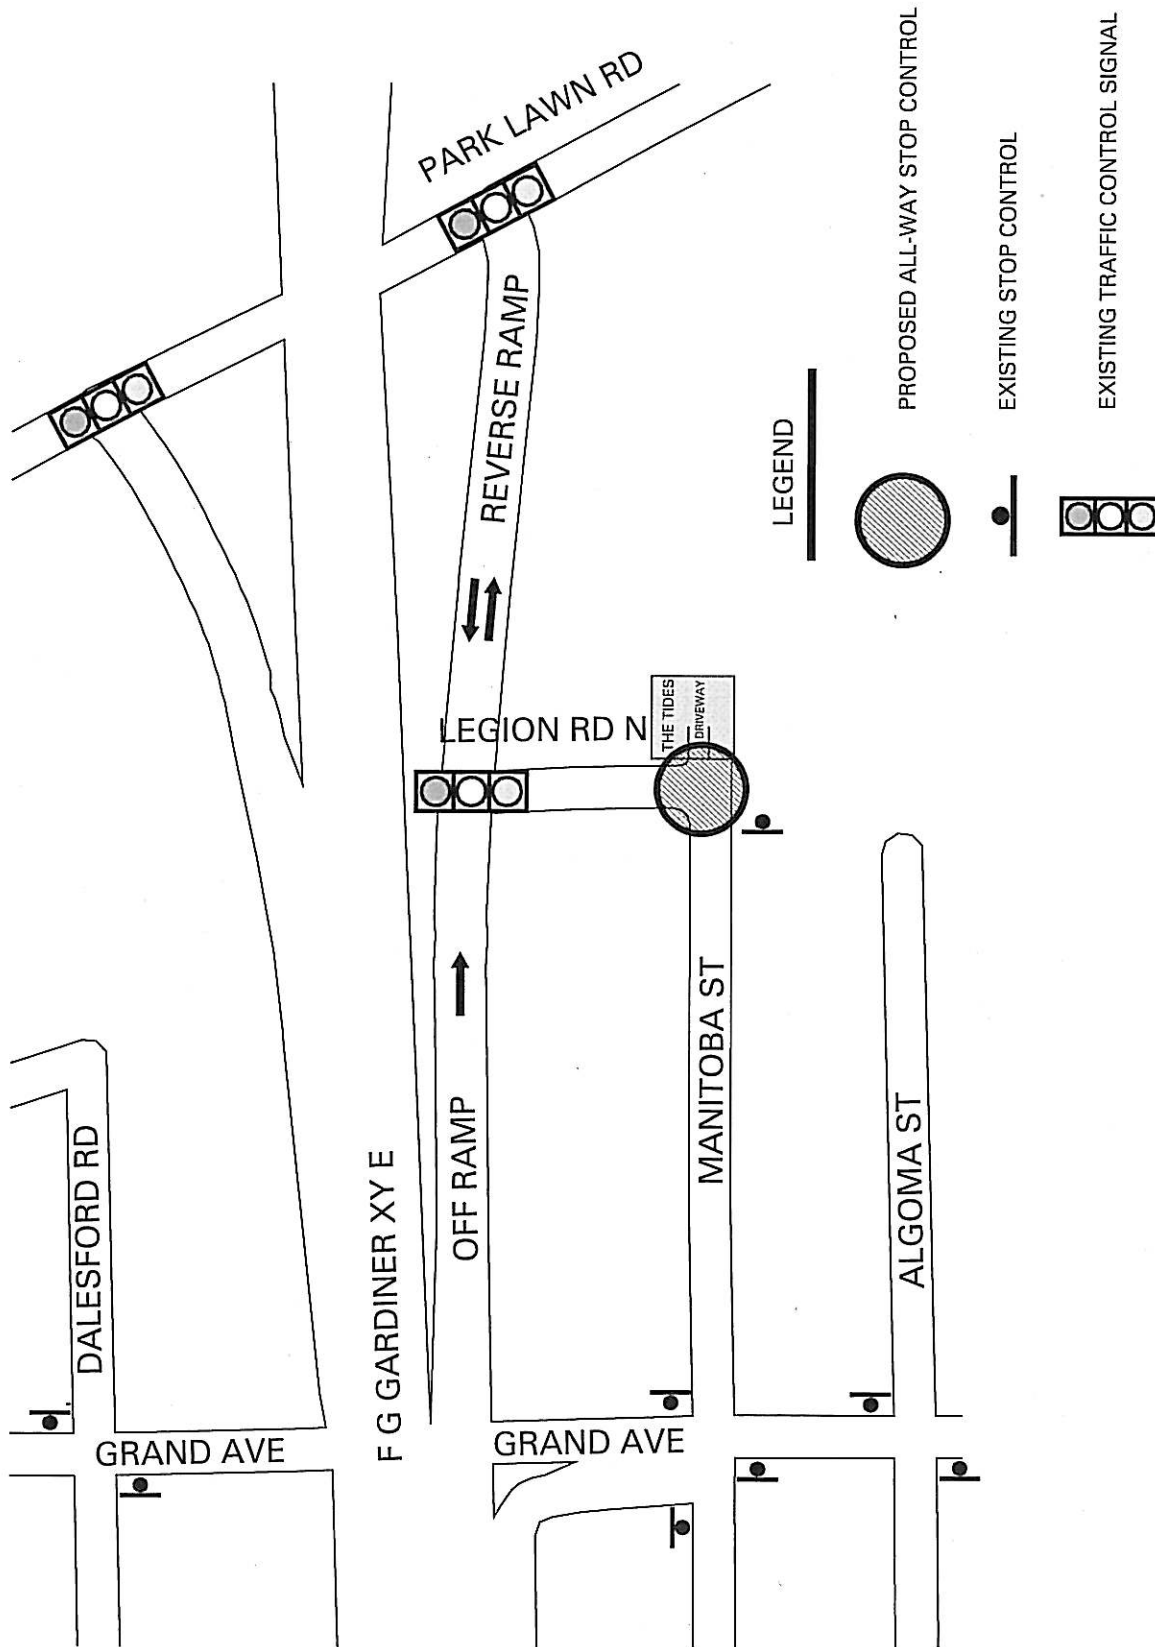 PARK LAWN RD
REVERSE RAMP
LEGION RD N
THE TIDES
DRIVEWAY
DALESFORD RD
F G GARDINER XY E
OFF RAMP
MANITOBA ST
ALGOMA ST
GRAND AVE
GRAND AVE
LEGEND
PROPOSED ALL-WAY STOP CONTROL
EXISTING STOP CONTROL
EXISTING TRAFFIC CONTROL SIGNAL